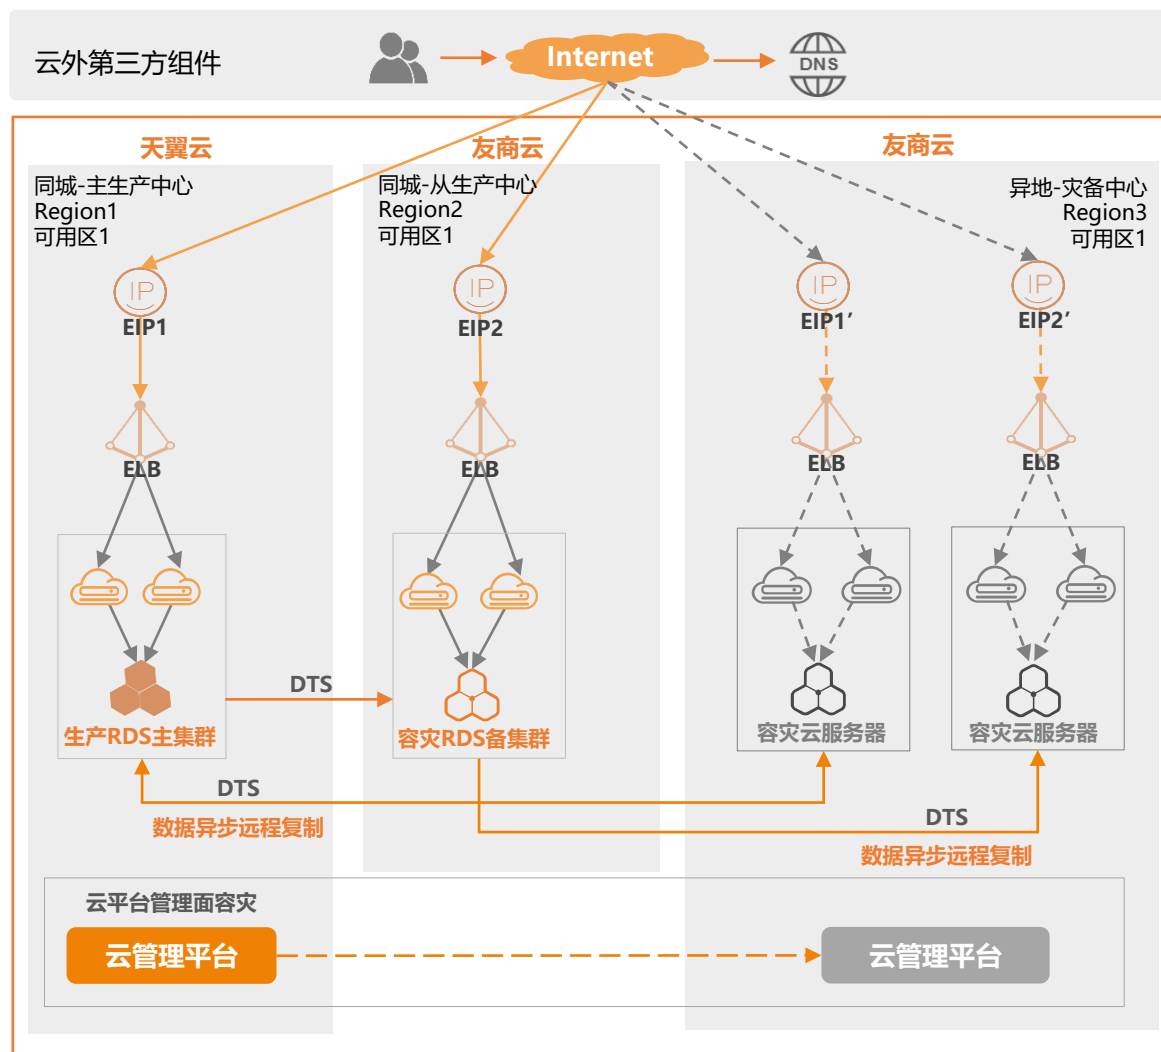 云外第三方组件
Internet
DNS
天翼云
友商云
友商云
同城-主生产中心
Region1
可用区1
同城-从生产中心
Region2
可用区1
异地-灾备中心
Region3
可用区1
IP
IP
IP
IP
EIP1
EIP2
EIP1’
EIP2’
ELB
ELB
ELB
ELB
DTS
生产RDS主集群
容灾RDS备集群
容灾云服务器
容灾云服务器
DTS
数据异步远程复制
DTS
数据异步远程复制
云平台管理面容灾
云管理平台
云管理平台